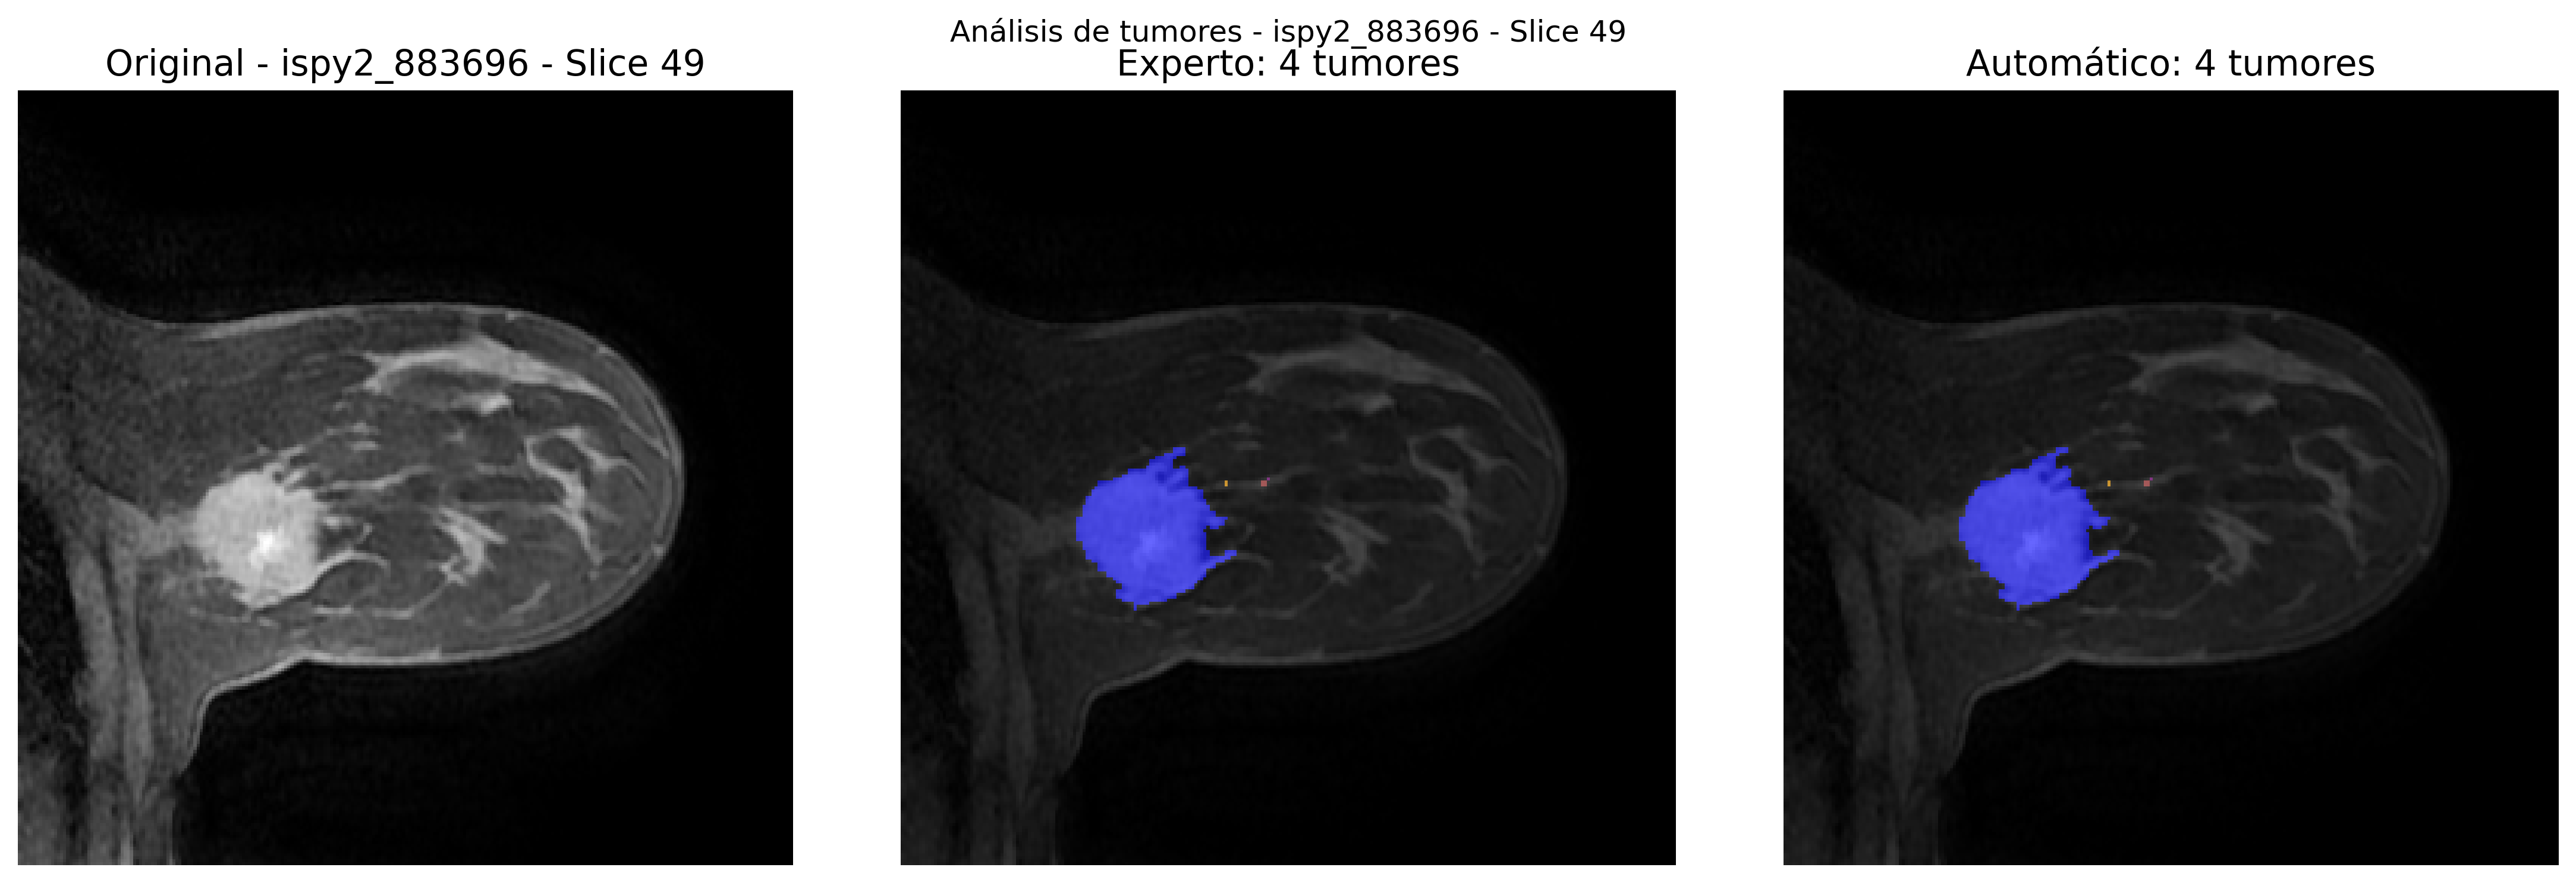 Análisis de tumores - ispy2_883696 - Slice 49
Original - ispy2_883696 - Slice 49
Experto: 4 tumores
Automático: 4 tumores